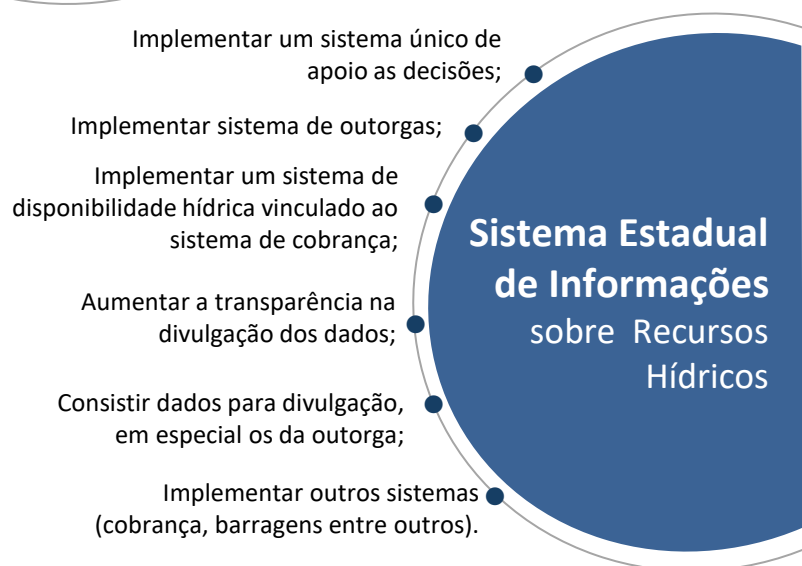 Implementar um sistema único de
apoio as decisões;
Implementar sistema de outorgas;
Implementar um sistema de
disponibilidade hídrica vinculado ao
sistema de cobrança;
Aumentar a transparência na
divulgação dos dados;
Consistir dados para divulgação,
em especial os da outorga;
Implementar outros sistemas
(cobrança, barragens entre outros).
Sistema Estadual
de Informações
sobre Recursos
Hídricos